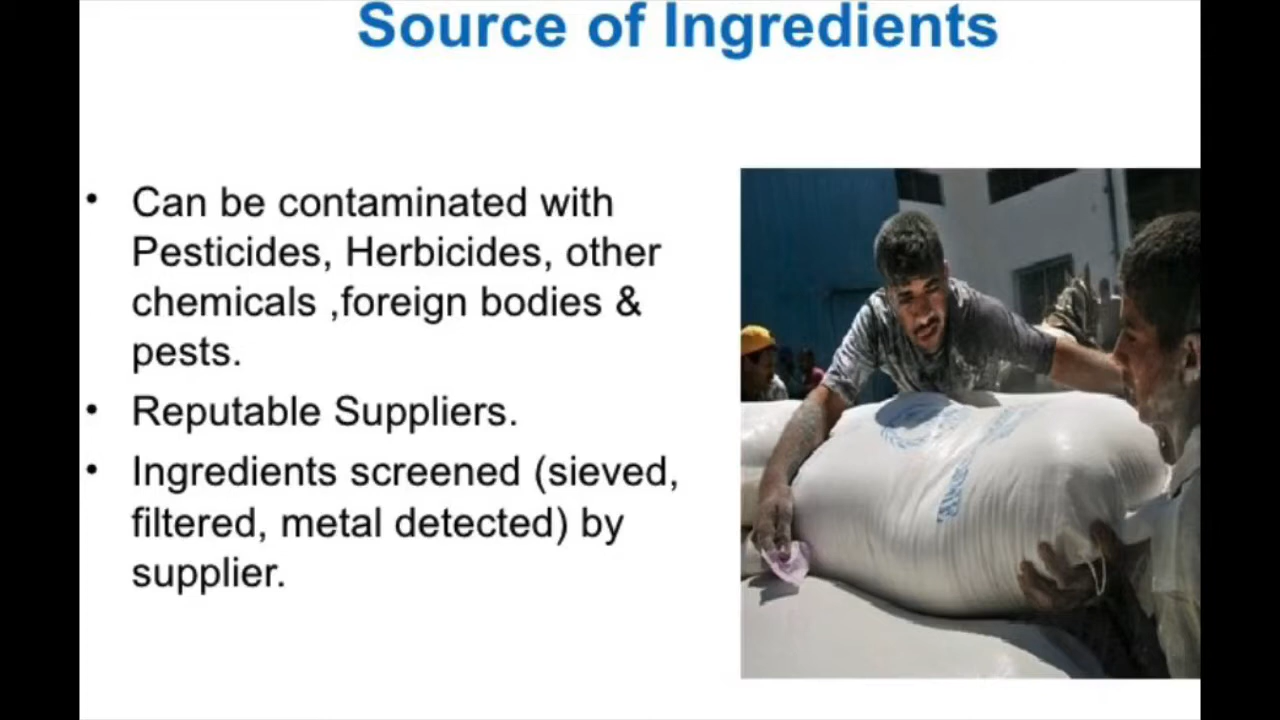 Source of Ingredients
• Can be contaminated with
Pesticides, Herbicides, other
chemicals ,foreign bodies &
pests.
• Reputable Suppliers.
• Ingredients screened (sieved,
filtered, metal detected) by
supplier.